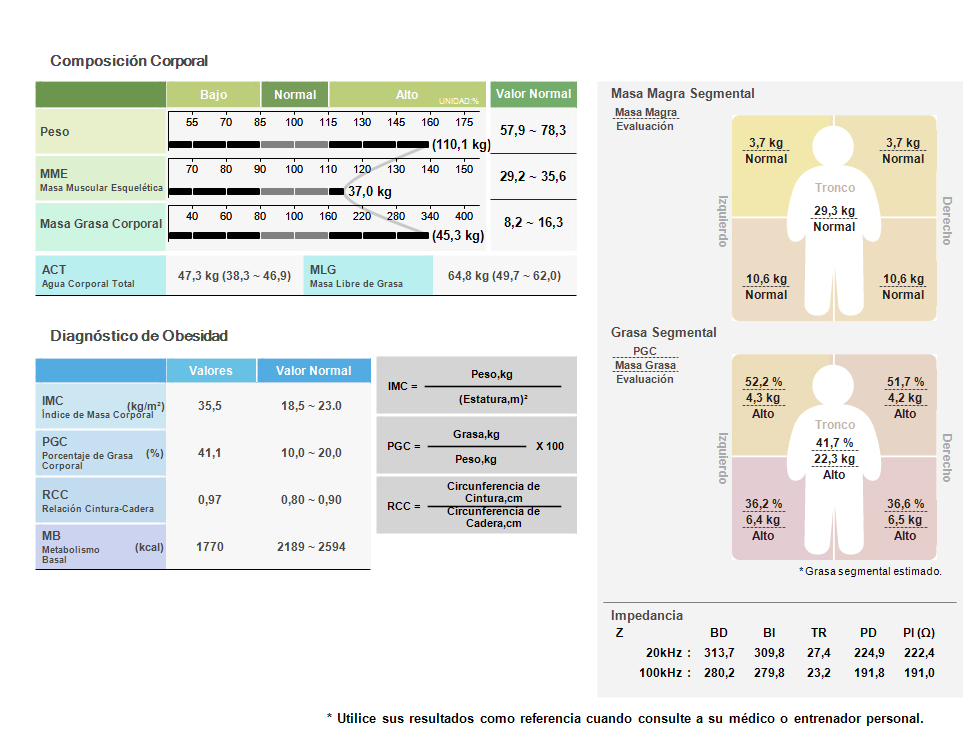 Composición Corporal
Bajo Normal Alto UNIDAD:% Valor Normal
Peso 55 70 85 100 115 130 145 160 175 (110,1 kg) 57,9 ~ 78,3
MME
Masa Muscular Esquelética 70 80 90 100 110 120 130 140 150 37,0 kg 29,2 ~ 35,6
Masa Grasa Corporal 40 60 80 100 160 220 280 340 400 (45,3 kg) 8,2 ~ 16,3
ACT
Agua Corporal Total 47,3 kg (38,3 ~ 46,9)
MLG
Masa Libre de Grasa 64,8 kg (49,7 ~ 62,0)
Diagnóstico de Obesidad
Valores Valor Normal
IMC (kg/m²)
Índice de Masa Corporal 35,5 18,5 ~ 23.0
PGC
Porcentaje de Grasa (%)
Corporal 41,1 10,0 ~ 20,0
RCC
Relación Cintura-Cadera 0,97 0,80 ~ 0,90
MB
Metabolismo (kcal)
Basal 1770 2189 ~ 2594
IMC =
Peso,kg
(Estatura,m)²
PGC =
Grasa,kg
Peso,kg
X 100
RCC =
Circunferencia de
Cintura,cm
Circunferencia de
Cadera,cm
Masa Magra Segmental
Masa Magra
Evaluación
Izquierdo
Derecho
3,7 kg
Normal
3,7 kg
Normal
Tronco
29,3 kg
Normal
10,6 kg
Normal
10,6 kg
Normal
Grasa Segmental
PGC
Masa Grasa
Evaluación
Izquierdo
Derecho
52,2 %
4,3 kg
Alto
51,7 %
4,2 kg
Alto
Tronco
41,7 %
22,3 kg
Alto
36,2 %
6,4 kg
Alto
36,6 %
6,5 kg
Alto
* Grasa segmental estimado.
Impedancia
Z BD BI TR PD PI (Ω)
20kHz : 313,7 309,8 27,4 224,9 222,4
100kHz : 280,2 279,8 23,2 191,8 191,0
* Utilice sus resultados como referencia cuando consulte a su médico o entrenador personal.